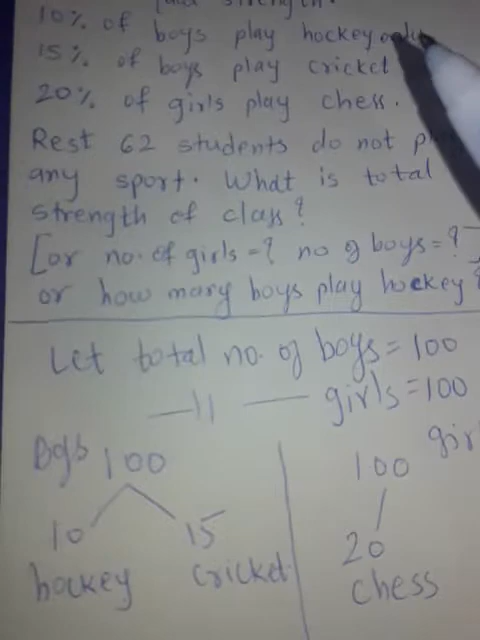 strength.
10% of boys play hockey only
15% of boys play cricket
20% of girls play chess.
Rest 62 students do not
any sport. What is total
strength of class?
[or no. of girls =? no of boys = ?]
or how many boys play hockey?
Let total no. of boys = 100
—11— girls = 100
Boys 100
10 15
hockey cricket
100
20
chess